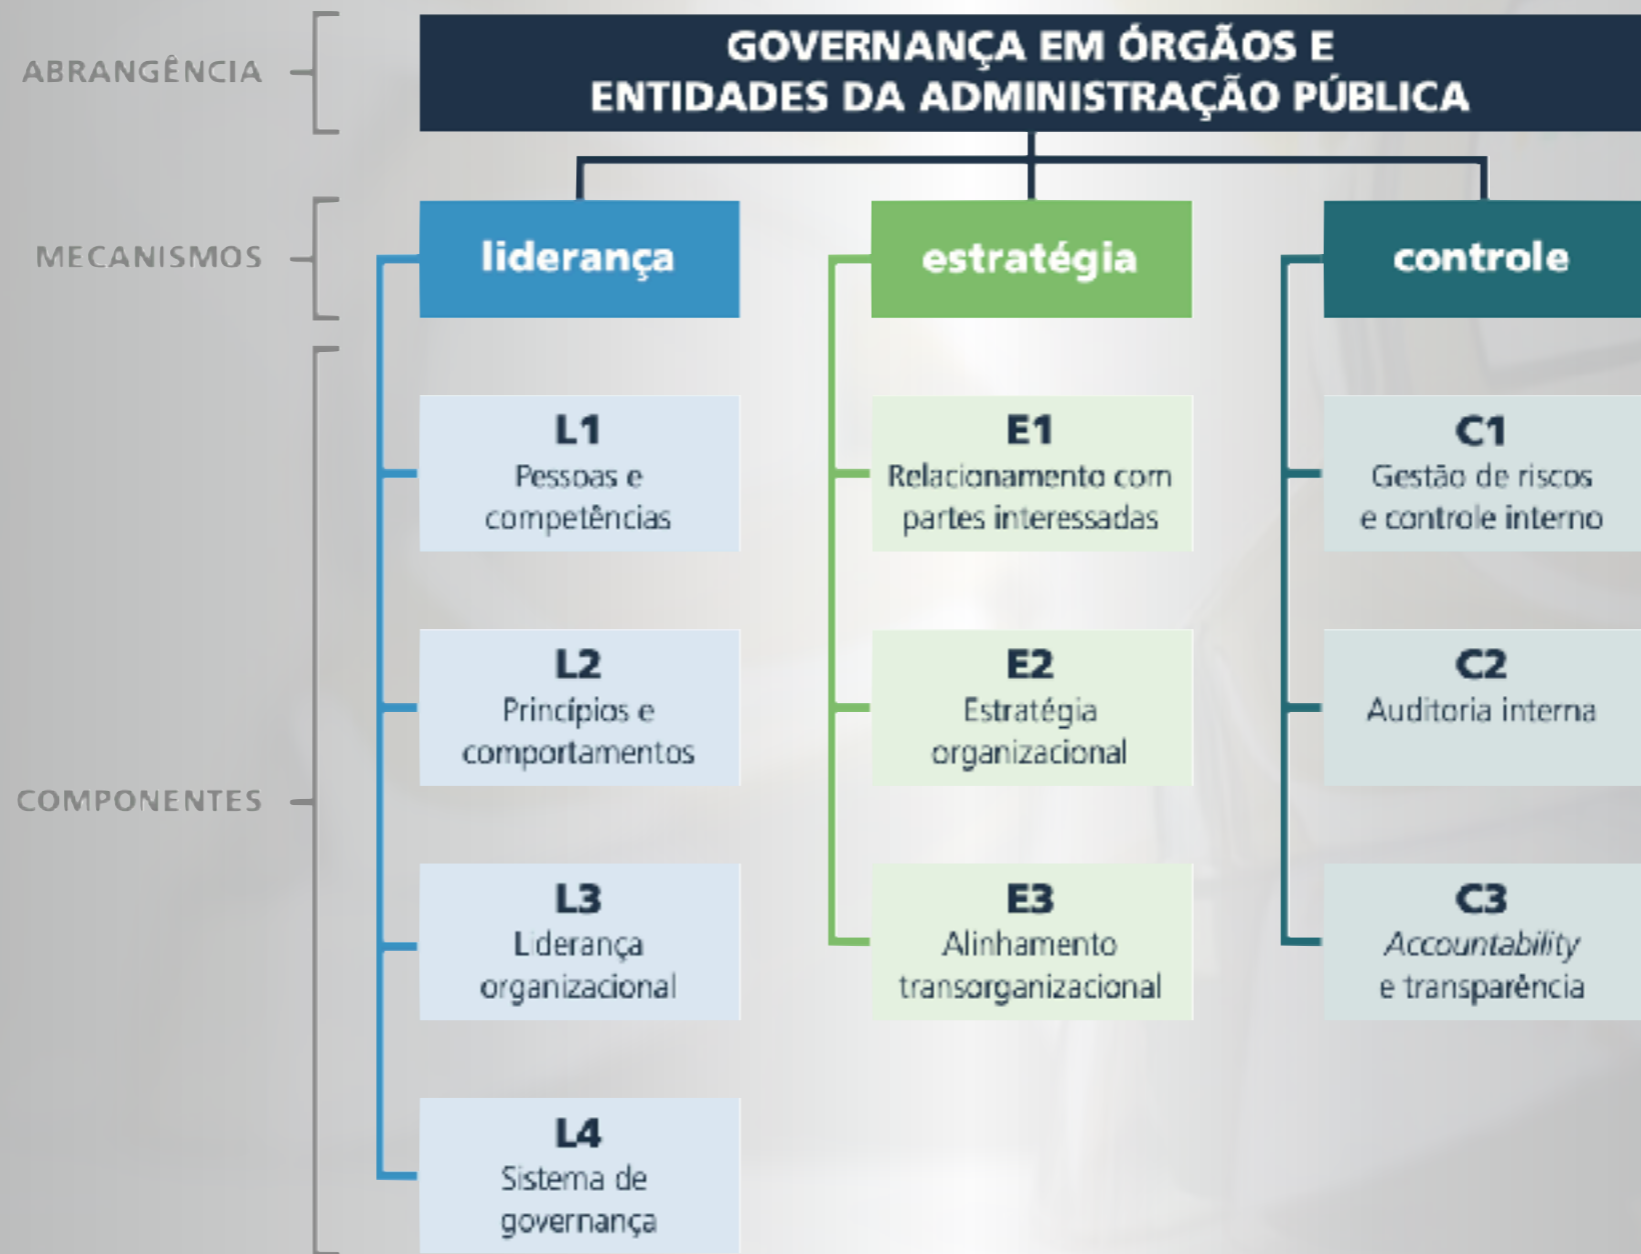 ABRANGÊNCIA
GOVERNANÇA EM ÓRGÃOS E
ENTIDADES DA ADMINISTRAÇÃO PÚBLICA
MECANISMOS
liderança
estratégia
controle
COMPONENTES
L1
Pessoas e
competências
L2
Princípios e
comportamentos
L3
Liderança
organizacional
L4
Sistema de
governança
E1
Relacionamento com
partes interessadas
E2
Estratégia
organizacional
E3
Alinhamento
transorganizacional
C1
Gestão de riscos
e controle interno
C2
Auditoria interna
C3
Accountability
e transparência